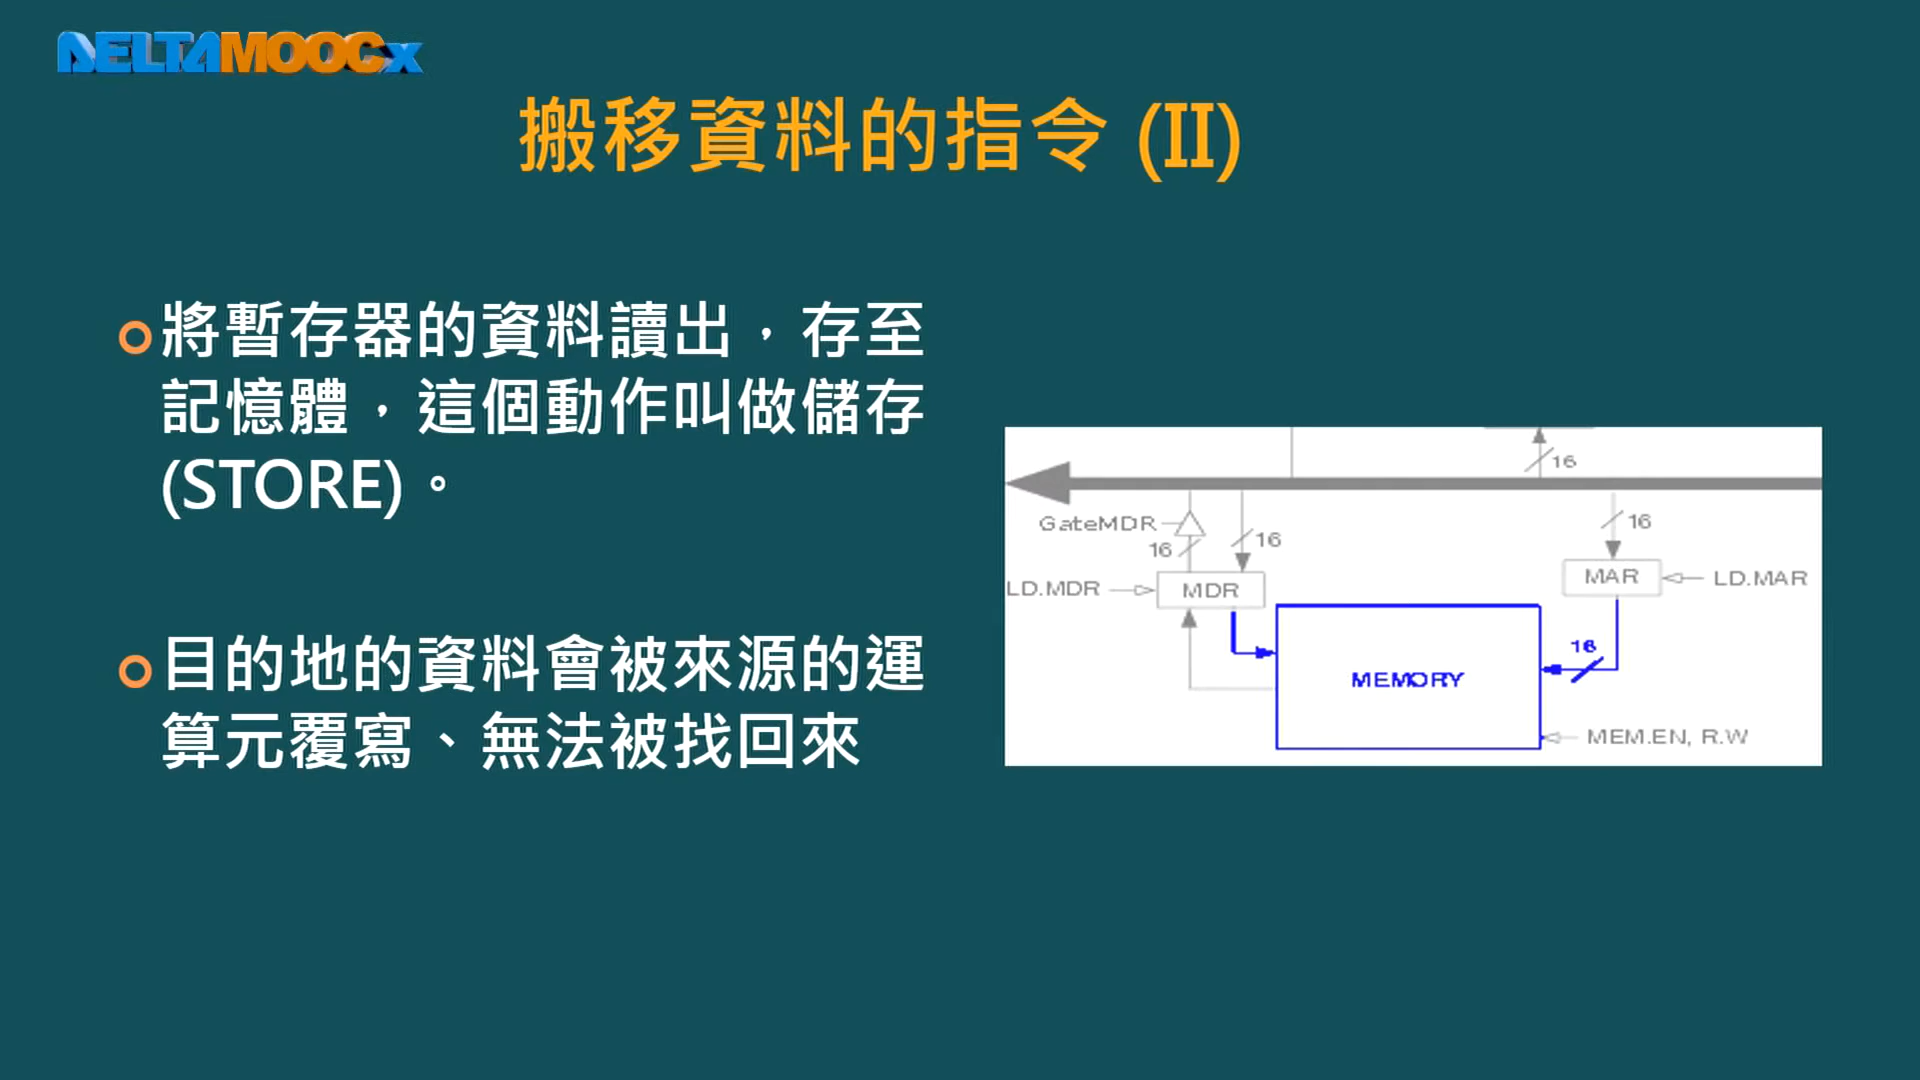 DELTAMOOCx
搬移資料的指令 (II)
將暫存器的資料讀出，存至
記憶體，這個動作叫做儲存
(STORE)。
目的地的資料會被來源的運
算元覆寫、無法被找回來
16
GateMDR
16
16
16
LD.MDR
MDR
MAR
LD.MAR
16
MEMORY
MEM.EN, R.W